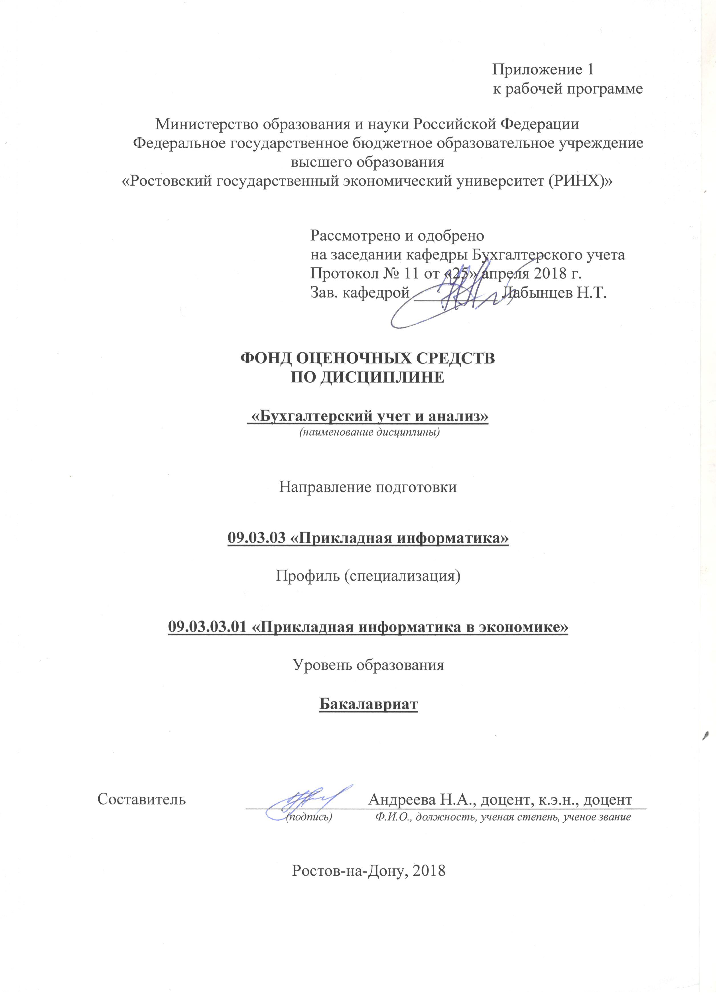 Приложение 1
к рабочей программе
Министерство образования и науки Российской Федерации
Федеральное государственное бюджетное образовательное учреждение
высшего образования
«Ростовский государственный экономический университет (РИНХ)»
Рассмотрено и одобрено
на заседании кафедры Бухгалтерского учета
Протокол № 11 от «25» апреля 2018 г.
Зав. кафедрой __________ Лабынцев Н.Т.
ФОНД ОЦЕНОЧНЫХ СРЕДСТВ
ПО ДИСЦИПЛИНЕ
«Бухгалтерский учет и анализ»
(наименование дисциплины)
Направление подготовки
09.03.03 «Прикладная информатика»
Профиль (специализация)
09.03.03.01 «Прикладная информатика в экономике»
Уровень образования
Бакалавриат
Составитель Андреева Н.А., доцент, к.э.н., доцент
(подпись) Ф.И.О., должность, ученая степень, ученое звание
Ростов-на-Дону, 2018